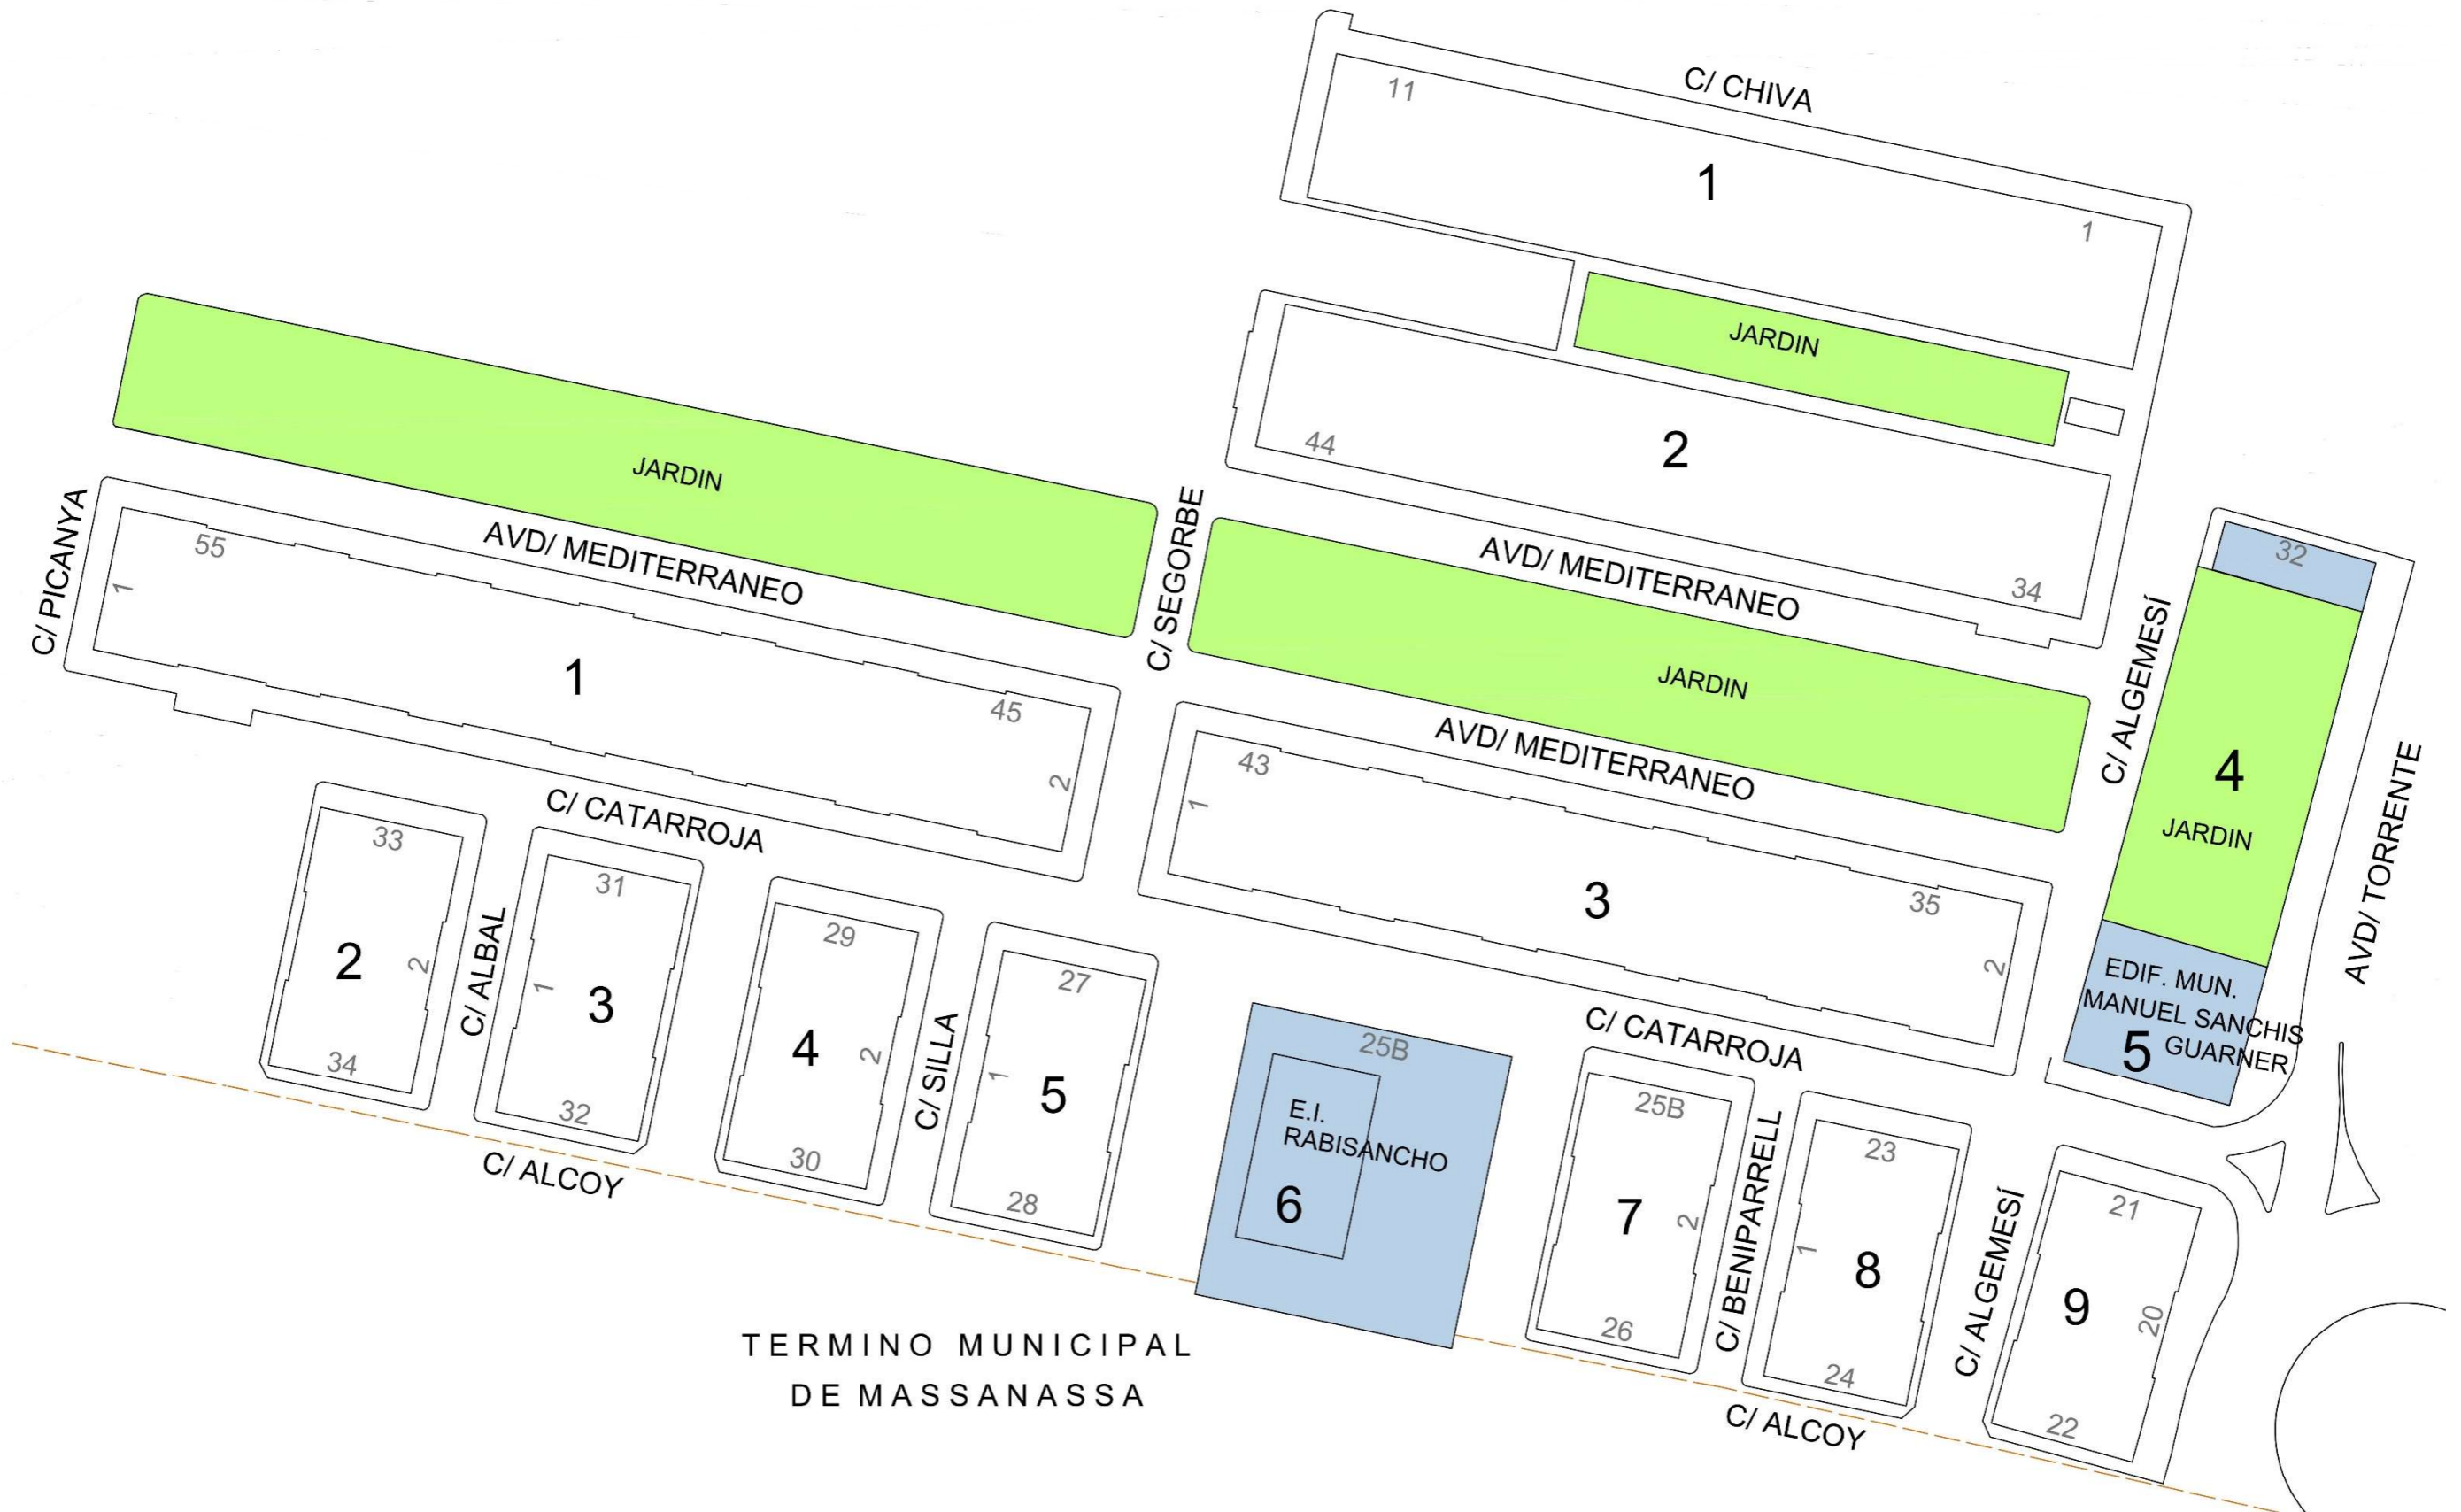 C/ CHIVA
11
1
1
JARDIN
2
44
34
AVD/ MEDITERRANEO
JARDIN
C/ SEGORBE
JARDIN
AVD/ MEDITERRANEO
C/ PICANYA
55
1
1
45
2
AVD/ MEDITERRANEO
43
1
3
35
2
C/ ALGEMESÍ
32
4
JARDIN
AVD/ TORRENTE
EDIF. MUN.
MANUEL SANCHIS
GUARNER
5
C/ CATARROJA
33
2
2
34
C/ ALBAL
31
1
3
32
29
4
2
30
C/ SILLA
27
1
5
28
C/ CATARROJA
25B
E.I.
RABISANCHO
6
25B
7
2
26
C/ BENIPARRELL
23
1
8
24
C/ ALGEMESÍ
21
9
20
22
C/ ALCOY
C/ ALCOY
TERMINO MUNICIPAL
DE MASSANASSA